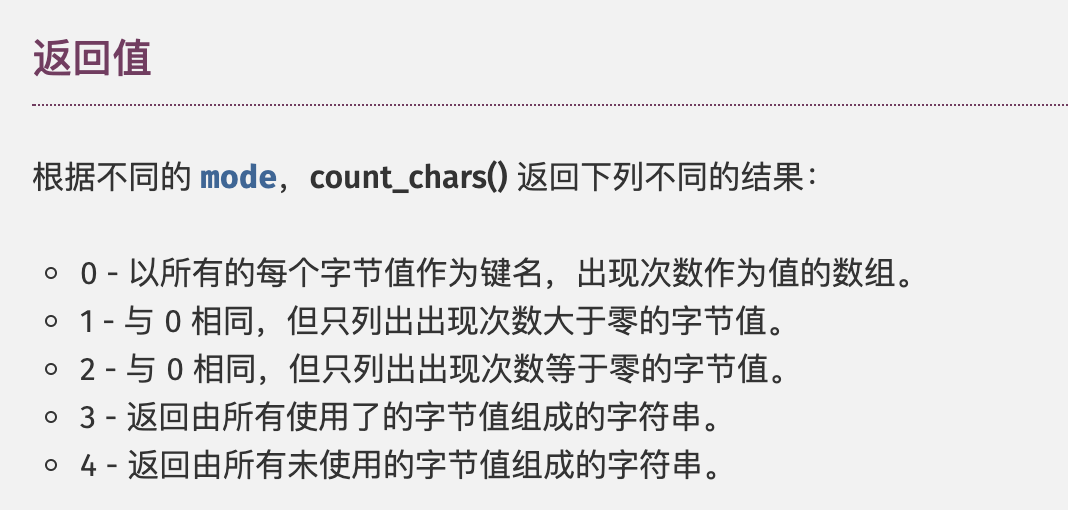 返回值
根据不同的 mode，count_chars() 返回下列不同的结果：
0 - 以所有的每个字节值作为键名，出现次数作为值的数组。
1 - 与 0 相同，但只列出出现次数大于零的字节值。
2 - 与 0 相同，但只列出出现次数等于零的字节值。
3 - 返回由所有使用了的字节值组成的字符串。
4 - 返回由所有未使用的字节值组成的字符串。